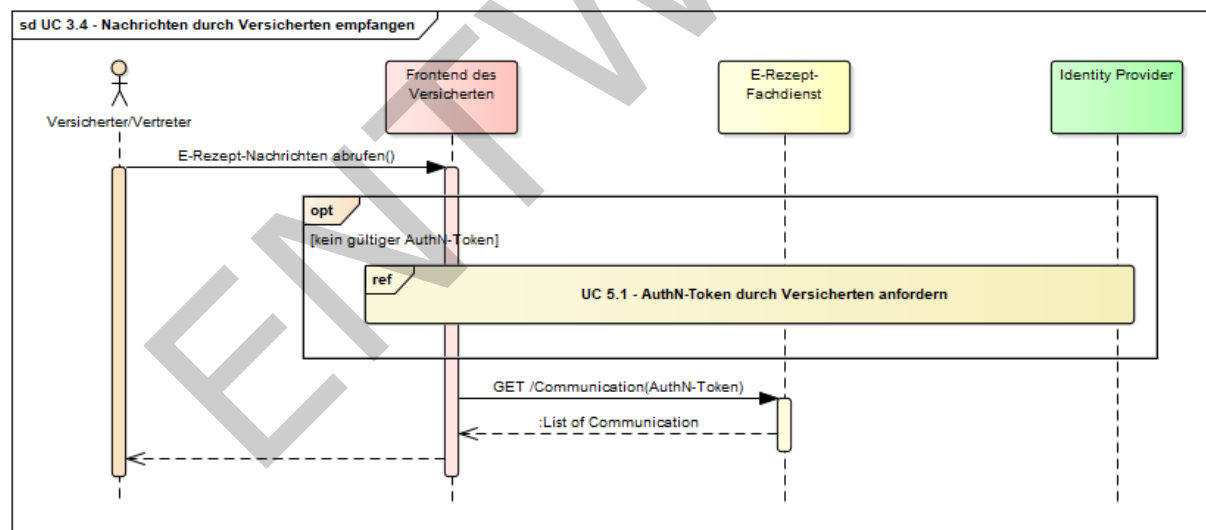 sd UC 3.4 - Nachrichten durch Versicherten empfangen
Versicherter/Vertreter
Frontend des
Versicherten
E-Rezept-
Fachdienst
Identity Provider
E-Rezept-Nachrichten abrufen()
opt
[kein gültiger AuthN-Token]
ref
UC 5.1 - AuthN-Token durch Versicherten anfordern
GET /Communication(AuthN-Token)
:List of Communication
ENTW